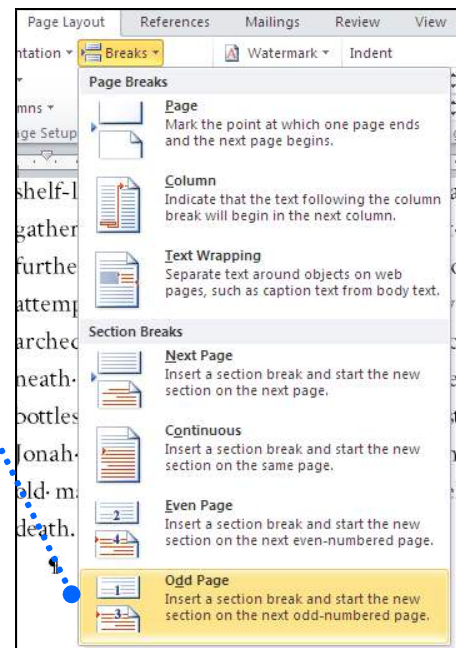 Page Layout References Mailings Review View
ntation Breaks Watermark Indent
Page Breaks
mns
Page
Mark the point at which one page ends
and the next page begins.
ge Setup
shelf-l
Column
Indicate that the text following the column
break will begin in the next column.
gather
furthe
Text Wrapping
Separate text around objects on web
pages, such as caption text from body text.
attemp
Section Breaks
arched
Next Page
Insert a section break and start the new
section on the next page.
neath·
bottles
Continuous
Insert a section break and start the new
section on the same page.
Jonah·
old· ma
Even Page
Insert a section break and start the new
section on the next even-numbered page.
2
4
death.
¶
Odd Page
Insert a section break and start the new
section on the next odd-numbered page.
1
3